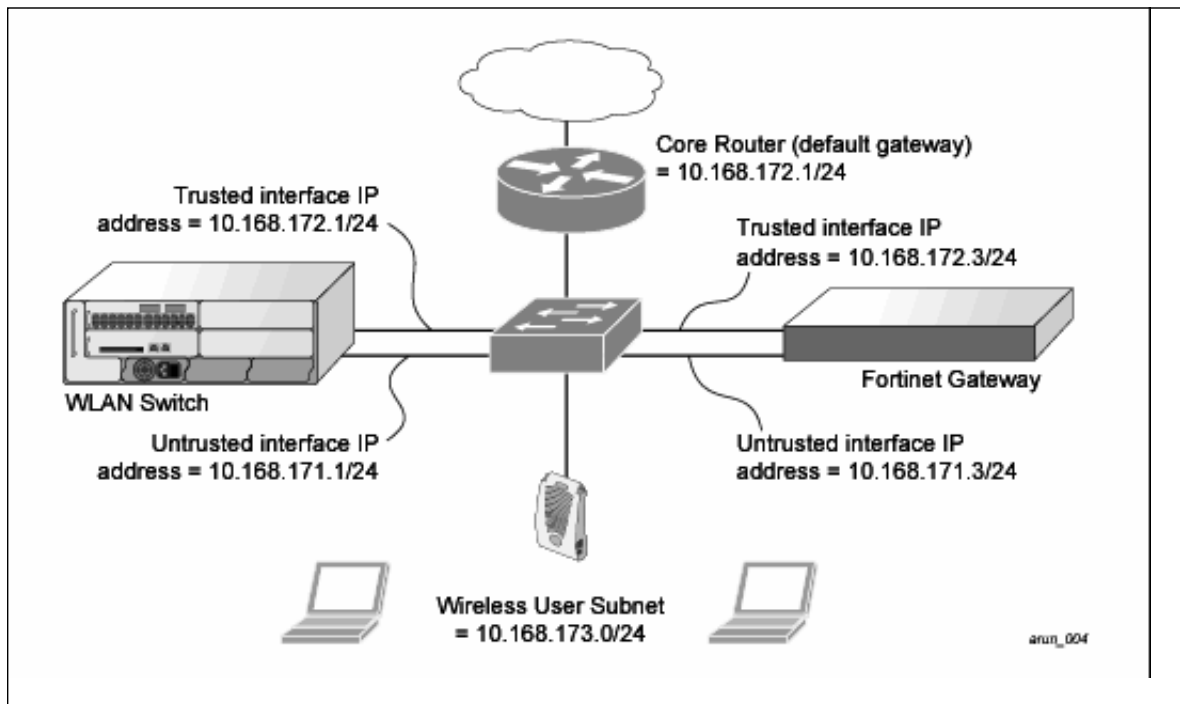 Core Router (default gateway)
= 10.168.172.1/24
Trusted interface IP
address = 10.168.172.1/24
Trusted interface IP
address = 10.168.172.3/24
WLAN Switch
Fortinet Gateway
Untrusted interface IP
address = 10.168.171.1/24
Untrusted interface IP
address = 10.168.171.3/24
Wireless User Subnet
= 10.168.173.0/24
arun_004